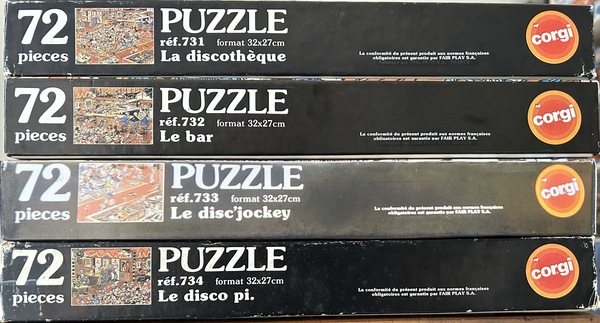 72
pieces
PUZZLE
réf.731 format 32x27cm
La discothèque
La conformité du présent produit aux normes françaises
obligatoires est garantie par FAIR PLAY S.A.
corgi
72
pieces
PUZZLE
réf.732 format 32x27cm
Le bar
La conformité du présent produit aux normes françaises
obligatoires est garantie par FAIR PLAY S.A.
corgi
72
pieces
PUZZLE
réf.733 format 32x27cm
Le disc'jockey
La conformité du présent produit aux normes françaises
obligatoires est garantie par FAIR PLAY S.A.
corgi
72
pieces
PUZZLE
réf.734 format 32x27cm
Le disco pi.
La conformité du présent produit aux normes françaises
obligatoires est garantie par FAIR PLAY S.A.
corgi